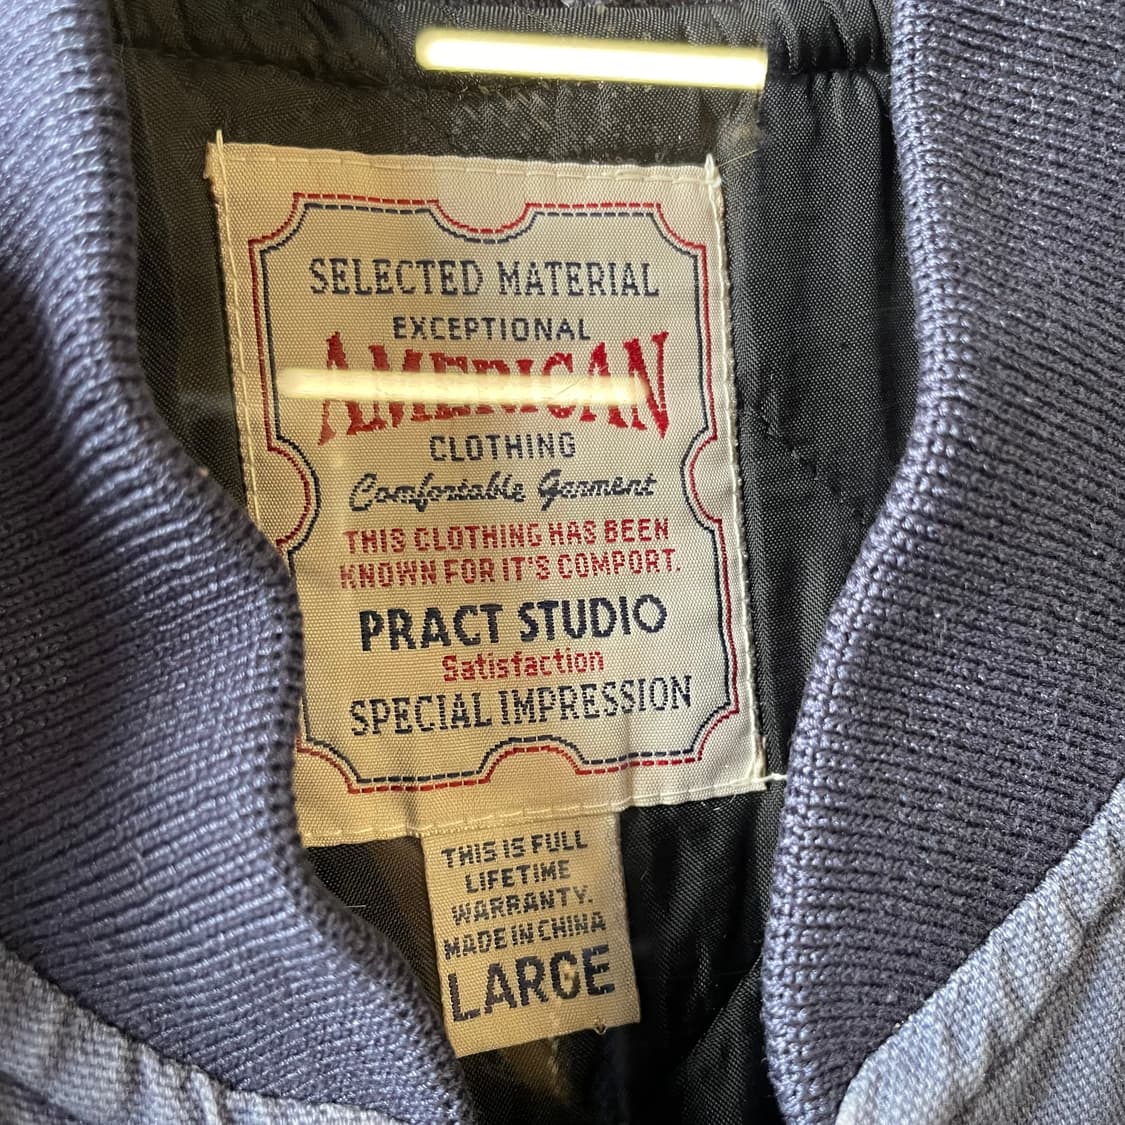 SELECTED MATERIAL
EXCEPTIONAL
AMERICAN
CLOTHING
Comfortable Garment
THIS CLOTHING HAS BEEN
KNOWN FOR IT'S COMPORT.
PRACT STUDIO
Satisfaction
SPECIAL IMPRESSION
THIS IS FULL
LIFETIME
WARRANTY.
MADE IN CHINA
LARGE